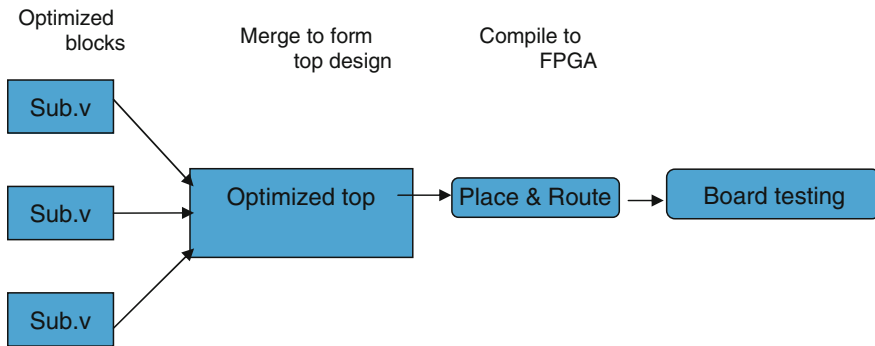 Optimized
blocks
Merge to form
top design
Compile to
FPGA
Sub.v
Sub.v
Sub.v
Optimized top
Place & Route
Board testing